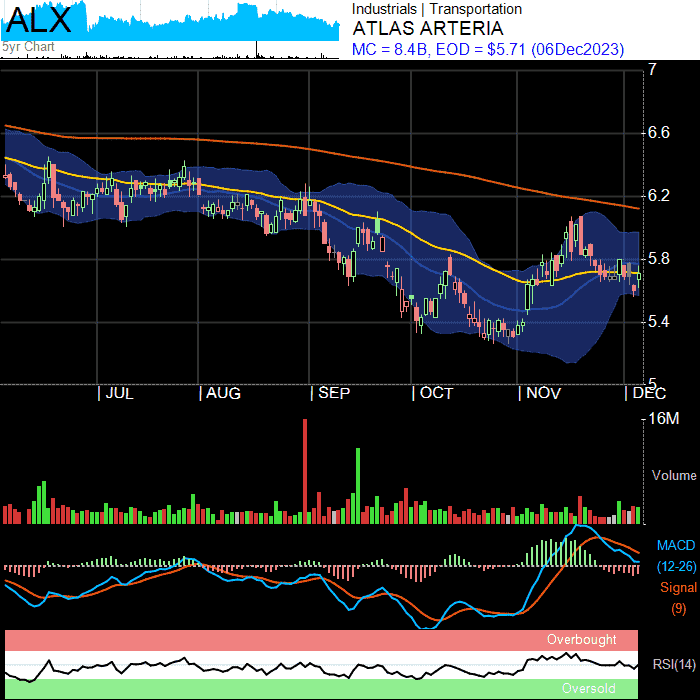 ALX
5yr Chart
Industrials | Transportation
ATLAS ARTERIA
MC = 8.4B, EOD = $5.71 (06Dec2023)
7
6.6
6.2
5.8
5.4
5
| JUL | AUG | SEP | OCT | NOV | DEC
16M
Volume
MACD
(12-26)
Signal
(9)
Overbought
RSI(14)
Oversold